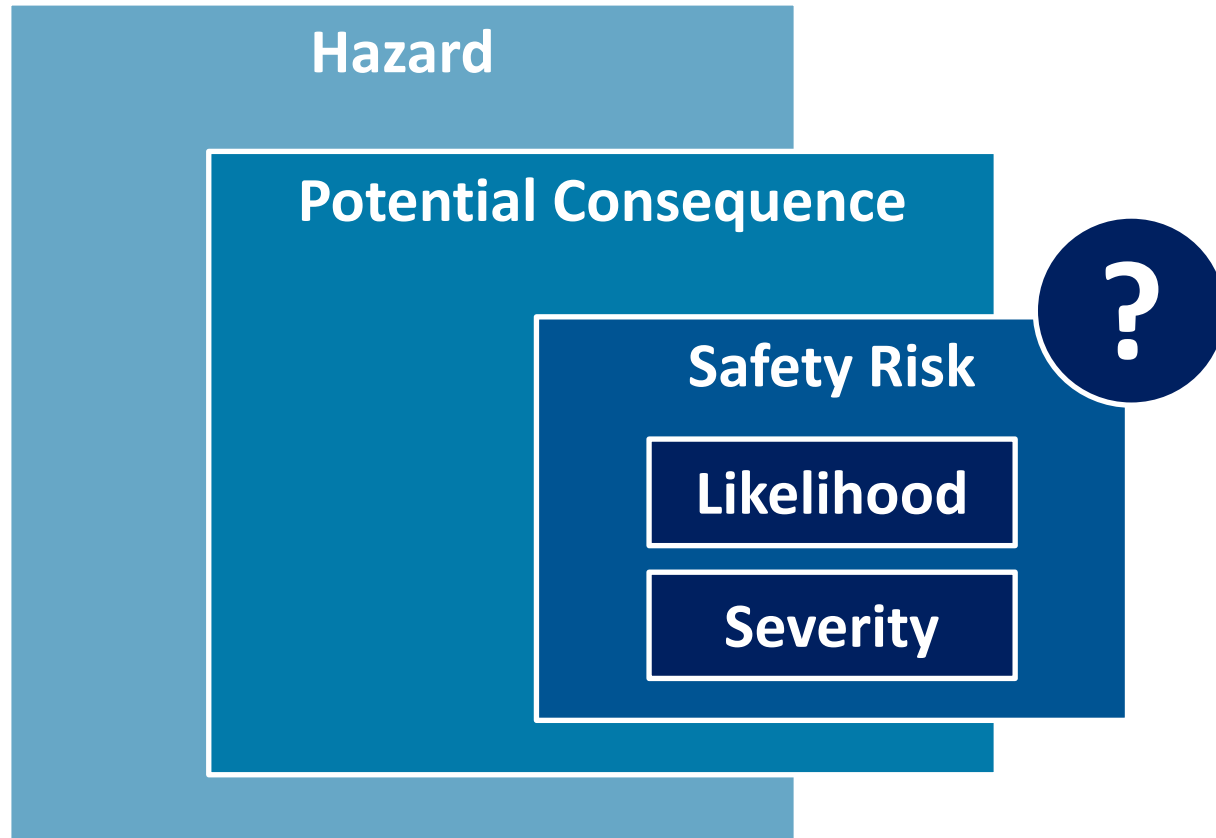 Hazard
Potential Consequence
?
Safety Risk
Likelihood
Severity